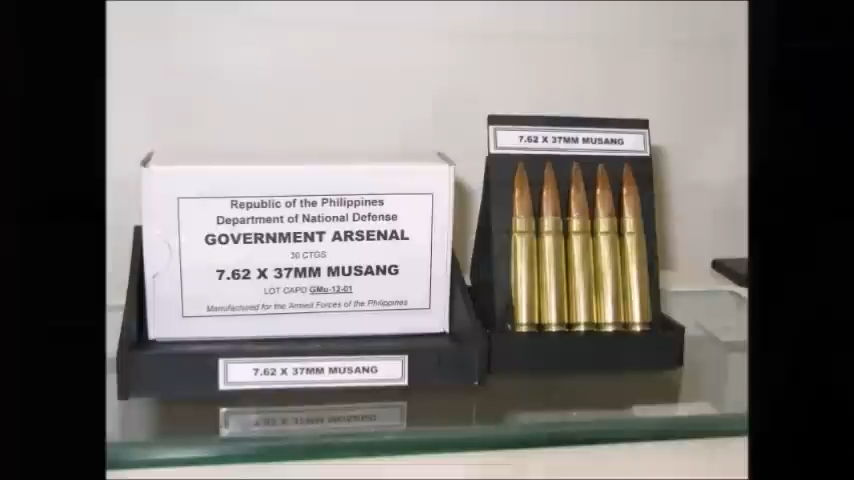 Republic of the Philippines
Department of National Defense
GOVERNMENT ARSENAL
30 CTGS
7.62 X 37MM MUSANG
LOT CAPD GMu-12-01
Manufactured for the Armed Forces of the Philippines
7.62 X 37MM MUSANG
7.62 X 37MM MUSANG